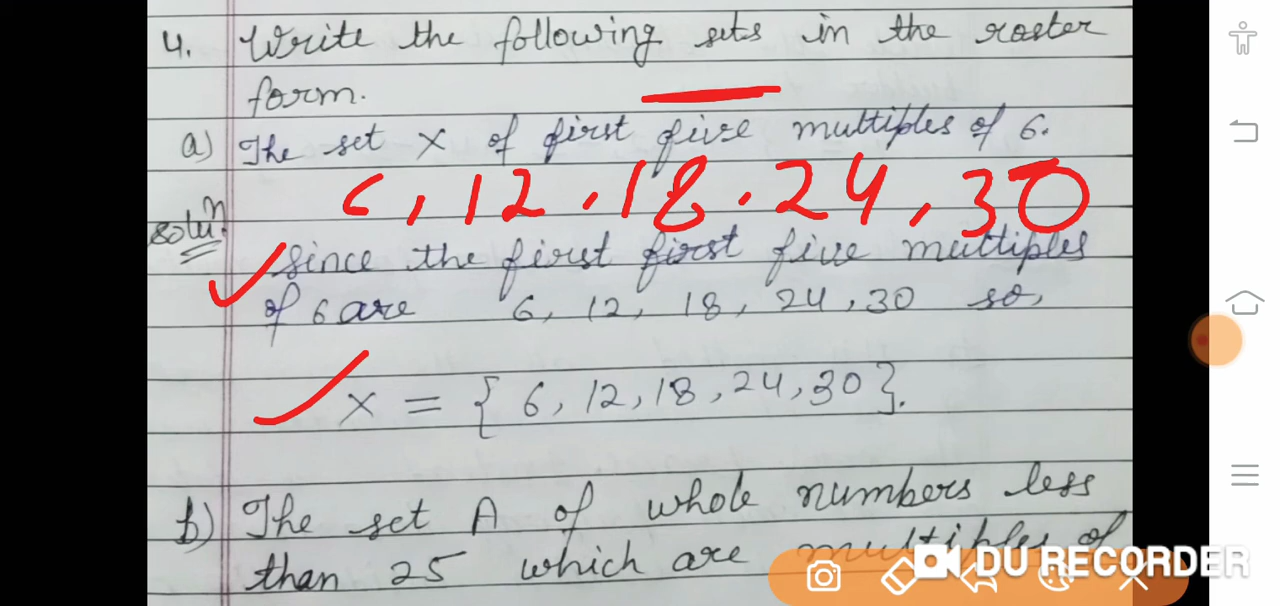 4. Write the following sets in the roster
form.
a) The set X of first five multiples of 6.
6, 12, 18, 24, 30
Soluⁿ.
Since the first first five multiples
of 6 are 6, 12, 18, 24, 30 so,
X = { 6, 12, 18, 24, 30 }.
b) The set A of whole numbers less
than 25 which are multiples of
DU RECORDER